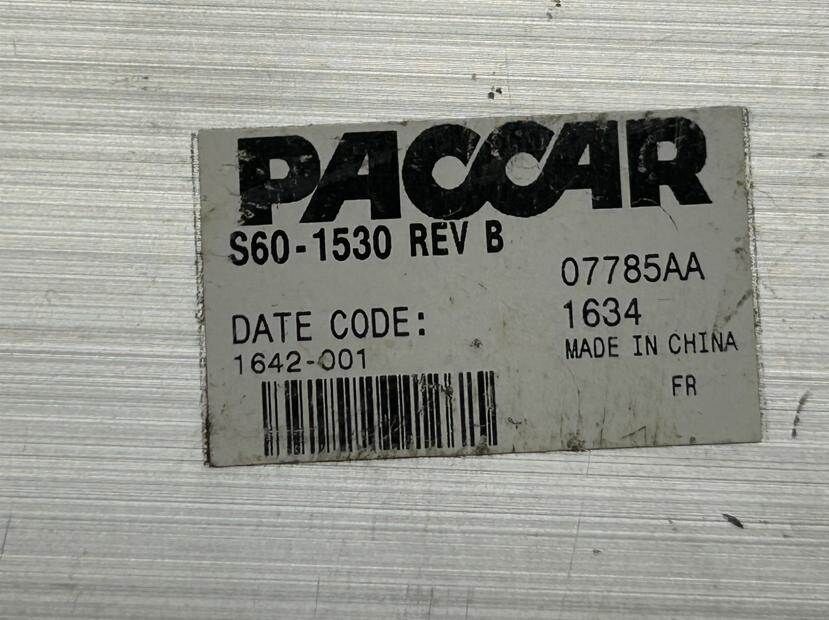 PACCAR
S60-1530 REV B
07785AA
DATE CODE:
1634
1642-001
MADE IN CHINA
FR